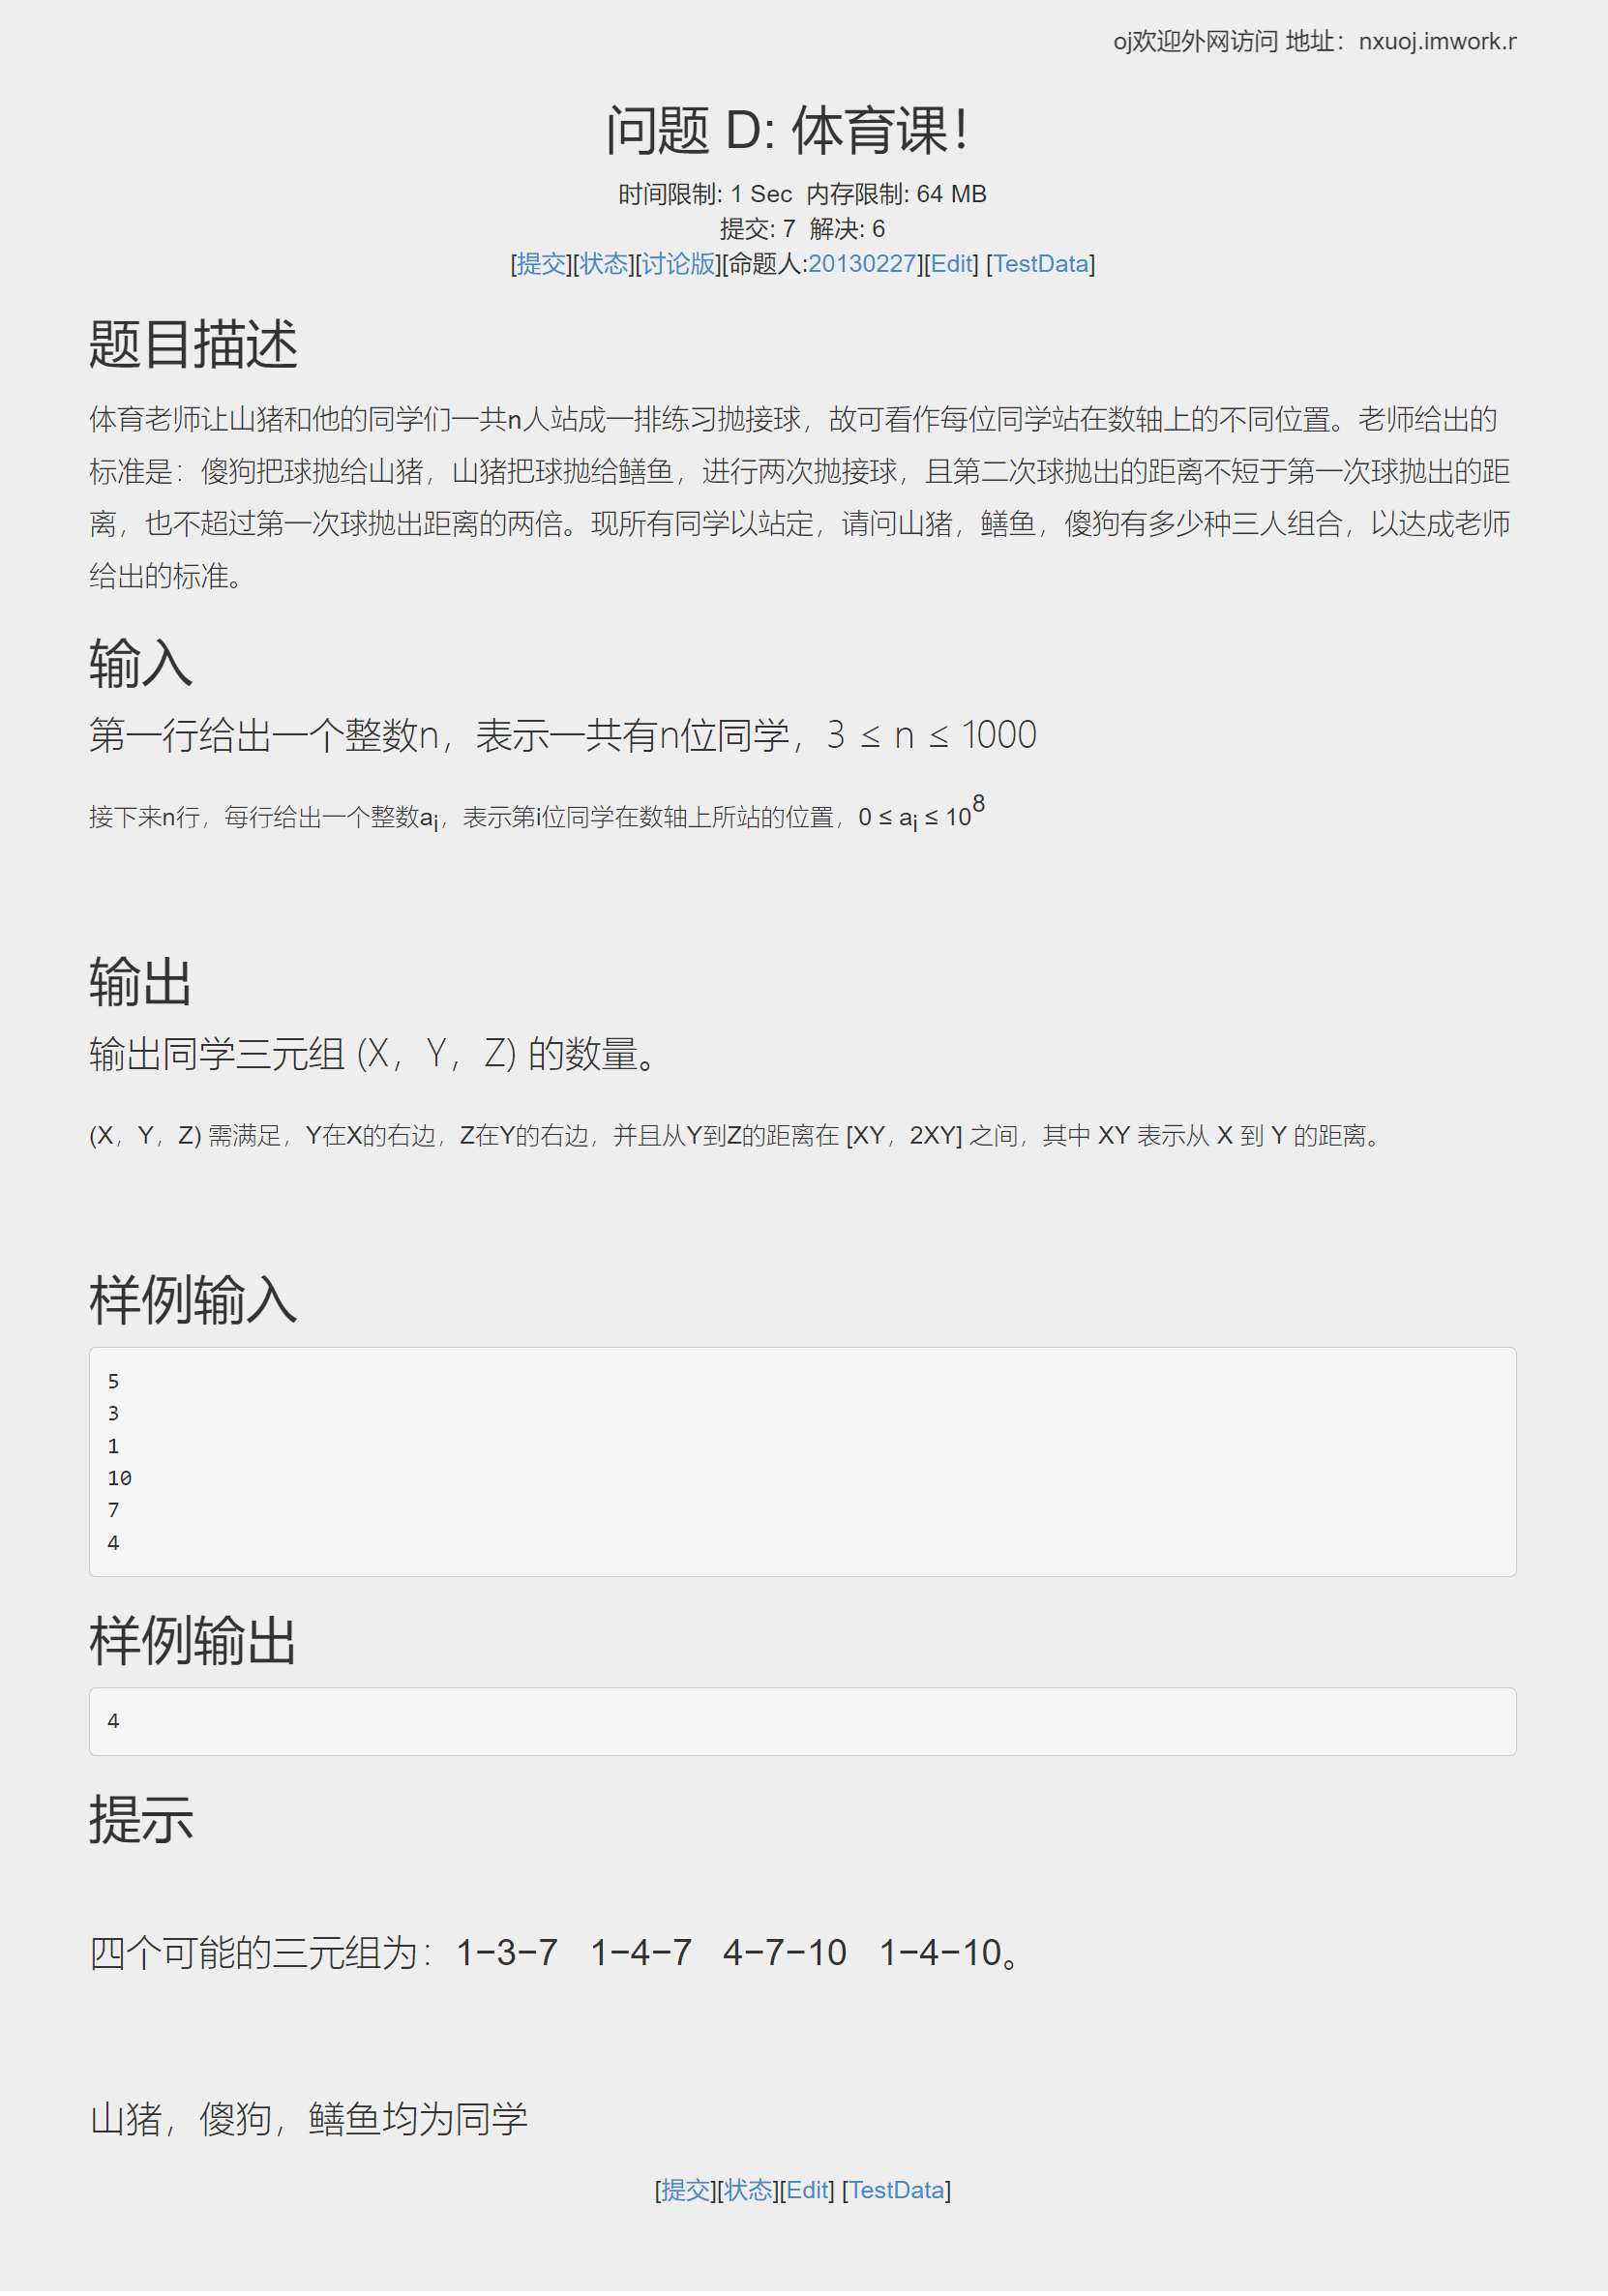 oj欢迎外网访问 地址：nxuoj.imwork.r
问题 D: 体育课！
时间限制: 1 Sec 内存限制: 64 MB
提交: 7 解决: 6
[提交][状态][讨论版][命题人:20130227][Edit] [TestData]
题目描述
体育老师让山猪和他的同学们一共n人站成一排练习抛接球，故可看作每位同学站在数轴上的不同位置。老师给出的
标准是：傻狗把球抛给山猪，山猪把球抛给鳝鱼，进行两次抛接球，且第二次球抛出的距离不短于第一次球抛出的距
离，也不超过第一次球抛出距离的两倍。现所有同学以站定，请问山猪，鳝鱼，傻狗有多少种三人组合，以达成老师
给出的标准。
输入
第一行给出一个整数n，表示一共有n位同学，3 ≤ n ≤ 1000
接下来n行，每行给出一个整数aᵢ，表示第i位同学在数轴上所站的位置，0 ≤ aᵢ ≤ 10⁸
输出
输出同学三元组 (X，Y，Z) 的数量。
(X，Y，Z) 需满足，Y在X的右边，Z在Y的右边，并且从Y到Z的距离在 [XY，2XY] 之间，其中 XY 表示从 X 到 Y 的距离。
样例输入
5
3
1
10
7
4
样例输出
4
提示
四个可能的三元组为：1−3−7 1−4−7 4−7−10 1−4−10。
山猪，傻狗，鳝鱼均为同学
[提交][状态][Edit] [TestData]